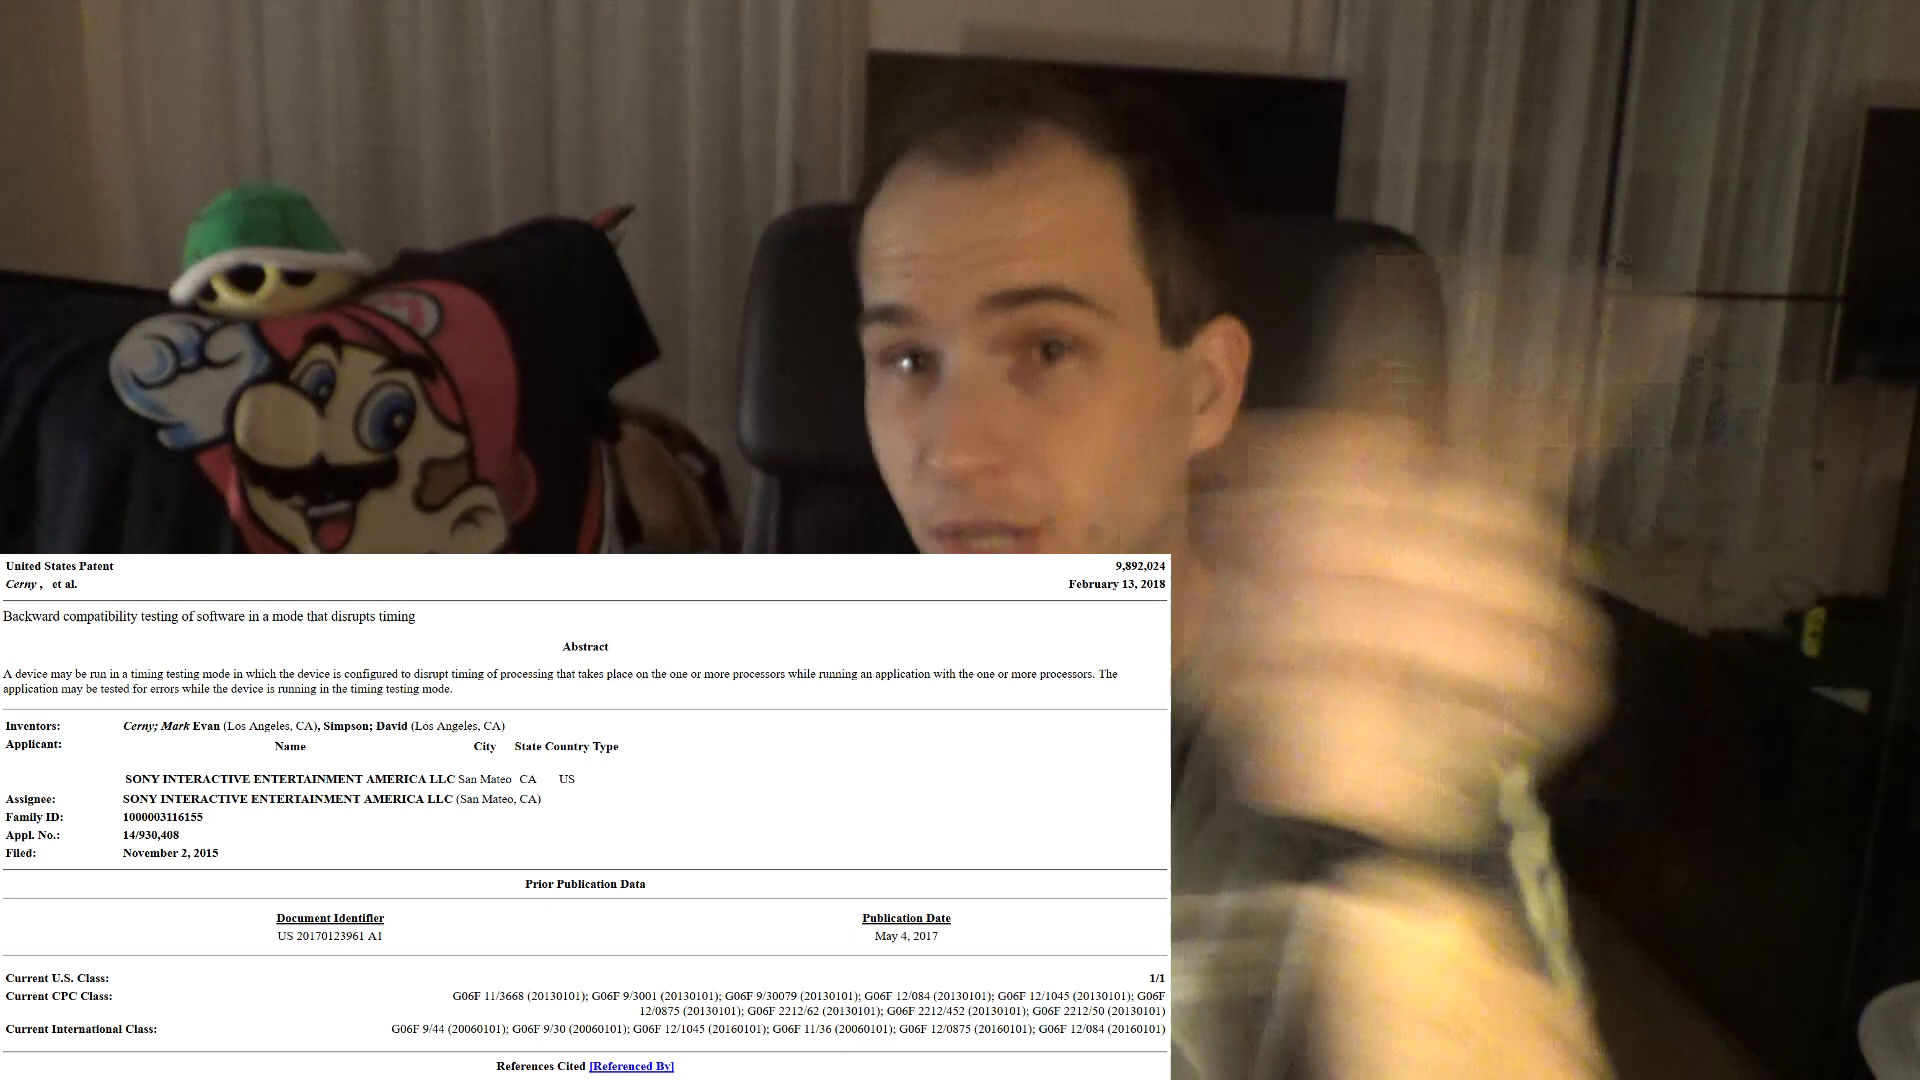 United States Patent 9,892,024
Cerny , et al. February 13, 2018
Backward compatibility testing of software in a mode that disrupts timing
Abstract
A device may be run in a timing testing mode in which the device is configured to disrupt timing of processing that takes place on the one or more processors while running an application with the one or more processors. The
application may be tested for errors while the device is running in the timing testing mode.
Inventors: Cerny; Mark Evan (Los Angeles, CA), Simpson; David (Los Angeles, CA)
Applicant: Name City State Country Type
SONY INTERACTIVE ENTERTAINMENT AMERICA LLC San Mateo CA US
Assignee: SONY INTERACTIVE ENTERTAINMENT AMERICA LLC (San Mateo, CA)
Family ID: 1000003116155
Appl. No.: 14/930,408
Filed: November 2, 2015
Prior Publication Data
Document Identifier Publication Date
US 20170123961 A1 May 4, 2017
Current U.S. Class: 1/1
Current CPC Class: G06F 11/3668 (20130101); G06F 9/3001 (20130101); G06F 9/30079 (20130101); G06F 12/084 (20130101); G06F 12/1045 (20130101); G06F
12/0875 (20130101); G06F 2212/62 (20130101); G06F 2212/452 (20130101); G06F 2212/50 (20130101)
Current International Class: G06F 9/44 (20060101); G06F 9/30 (20060101); G06F 12/1045 (20160101); G06F 11/36 (20060101); G06F 12/0875 (20160101); G06F 12/084 (20160101)
References Cited [Referenced By]